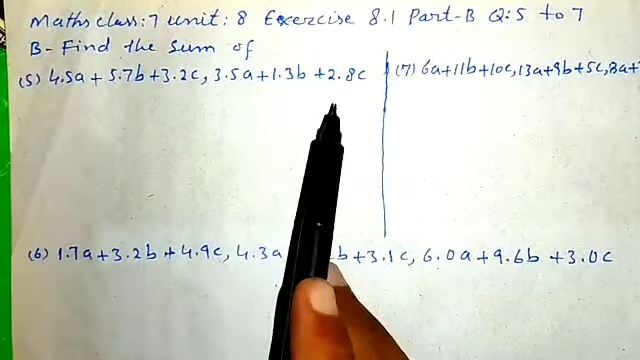 Maths class:7 unit: 8 Exercise 8.1 Part-B Q:5 to 7
B- Find the Sum of
(5) 4.5a + 5.7b + 3.2c, 3.5a + 1.3b + 2.8c
(7) 6a+11b+10c, 13a+9b+5c, 8a+
(6) 1.7a + 3.2b + 4.9c, 4.3a b + 3.1c, 6.0a + 9.6b + 3.0c